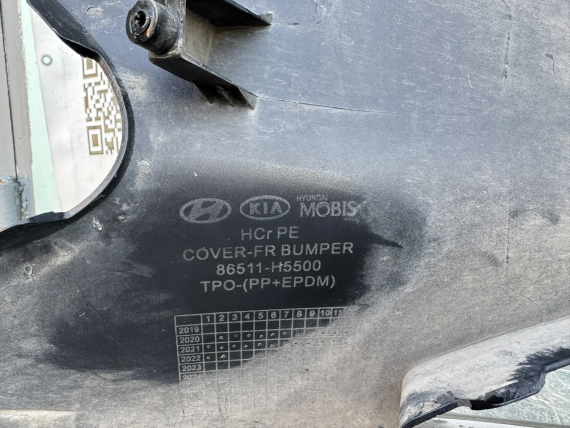 KIA HYUNDAI MOBIS
HCr PE
COVER-FR BUMPER
86511-H5500
TPO-(PP+EPDM)
1 2 3 4 5 6 7 8 9 10 11
2019
2020
2021
2022
2023